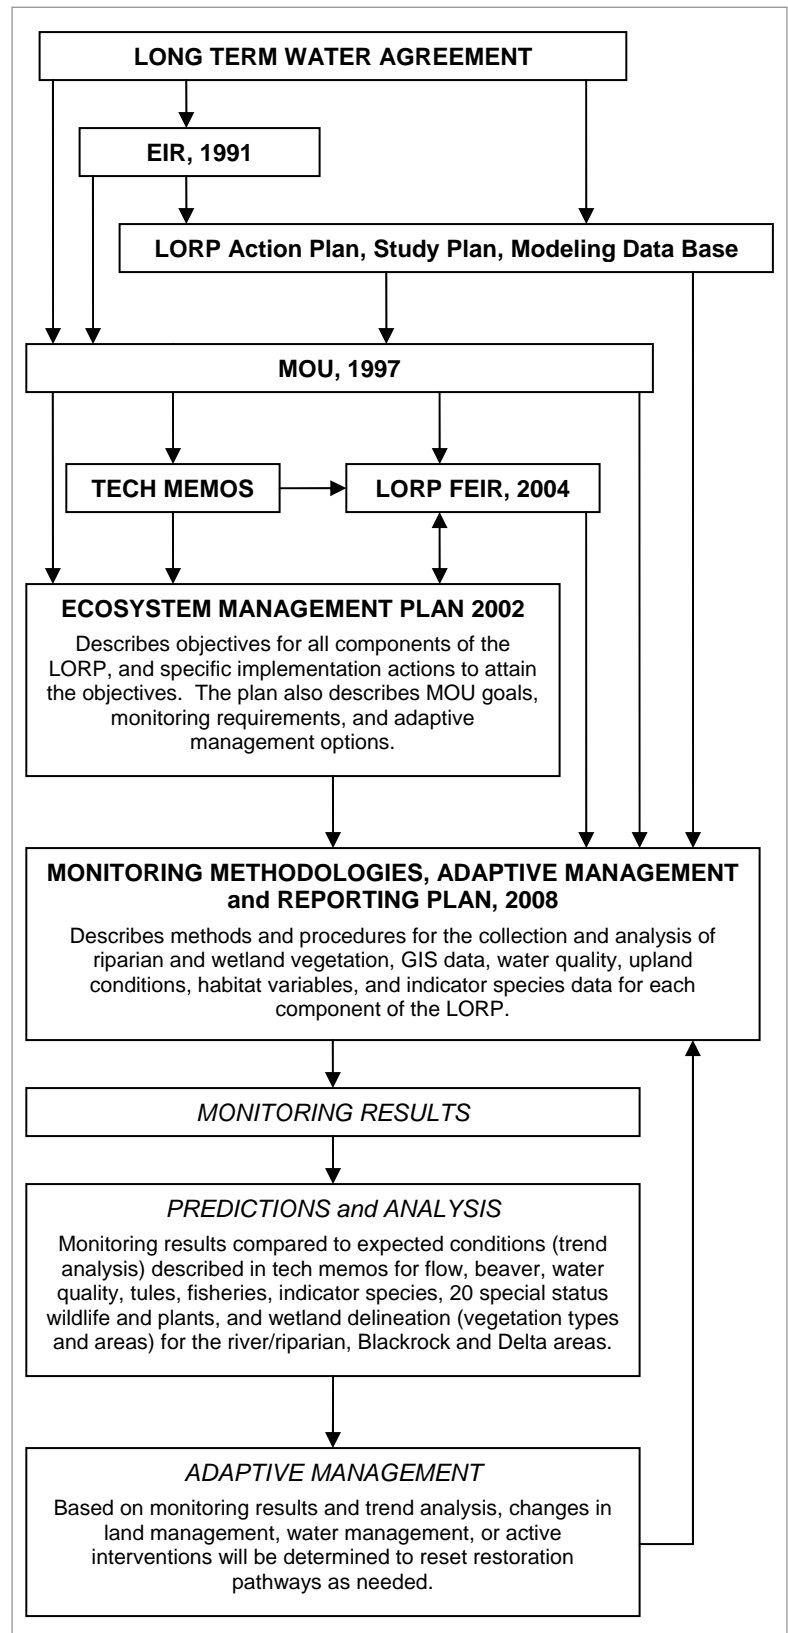 LONG TERM WATER AGREEMENT
EIR, 1991
LORP Action Plan, Study Plan, Modeling Data Base
MOU, 1997
TECH MEMOS
LORP FEIR, 2004
ECOSYSTEM MANAGEMENT PLAN 2002
Describes objectives for all components of the
LORP, and specific implementation actions to attain
the objectives.  The plan also describes MOU goals,
monitoring requirements, and adaptive
management options.
MONITORING METHODOLOGIES, ADAPTIVE MANAGEMENT
and REPORTING PLAN, 2008
Describes methods and procedures for the collection and analysis of
riparian and wetland vegetation, GIS data, water quality, upland
conditions, habitat variables, and indicator species data for each
component of the LORP.
MONITORING RESULTS
PREDICTIONS and ANALYSIS
Monitoring results compared to expected conditions (trend
analysis) described in tech memos for flow, beaver, water
quality, tules, fisheries, indicator species, 20 special status
wildlife and plants, and wetland delineation (vegetation types
and areas) for the river/riparian, Blackrock and Delta areas.
ADAPTIVE MANAGEMENT
Based on monitoring results and trend analysis, changes in
land management, water management, or active
interventions will be determined to reset restoration
pathways as needed.